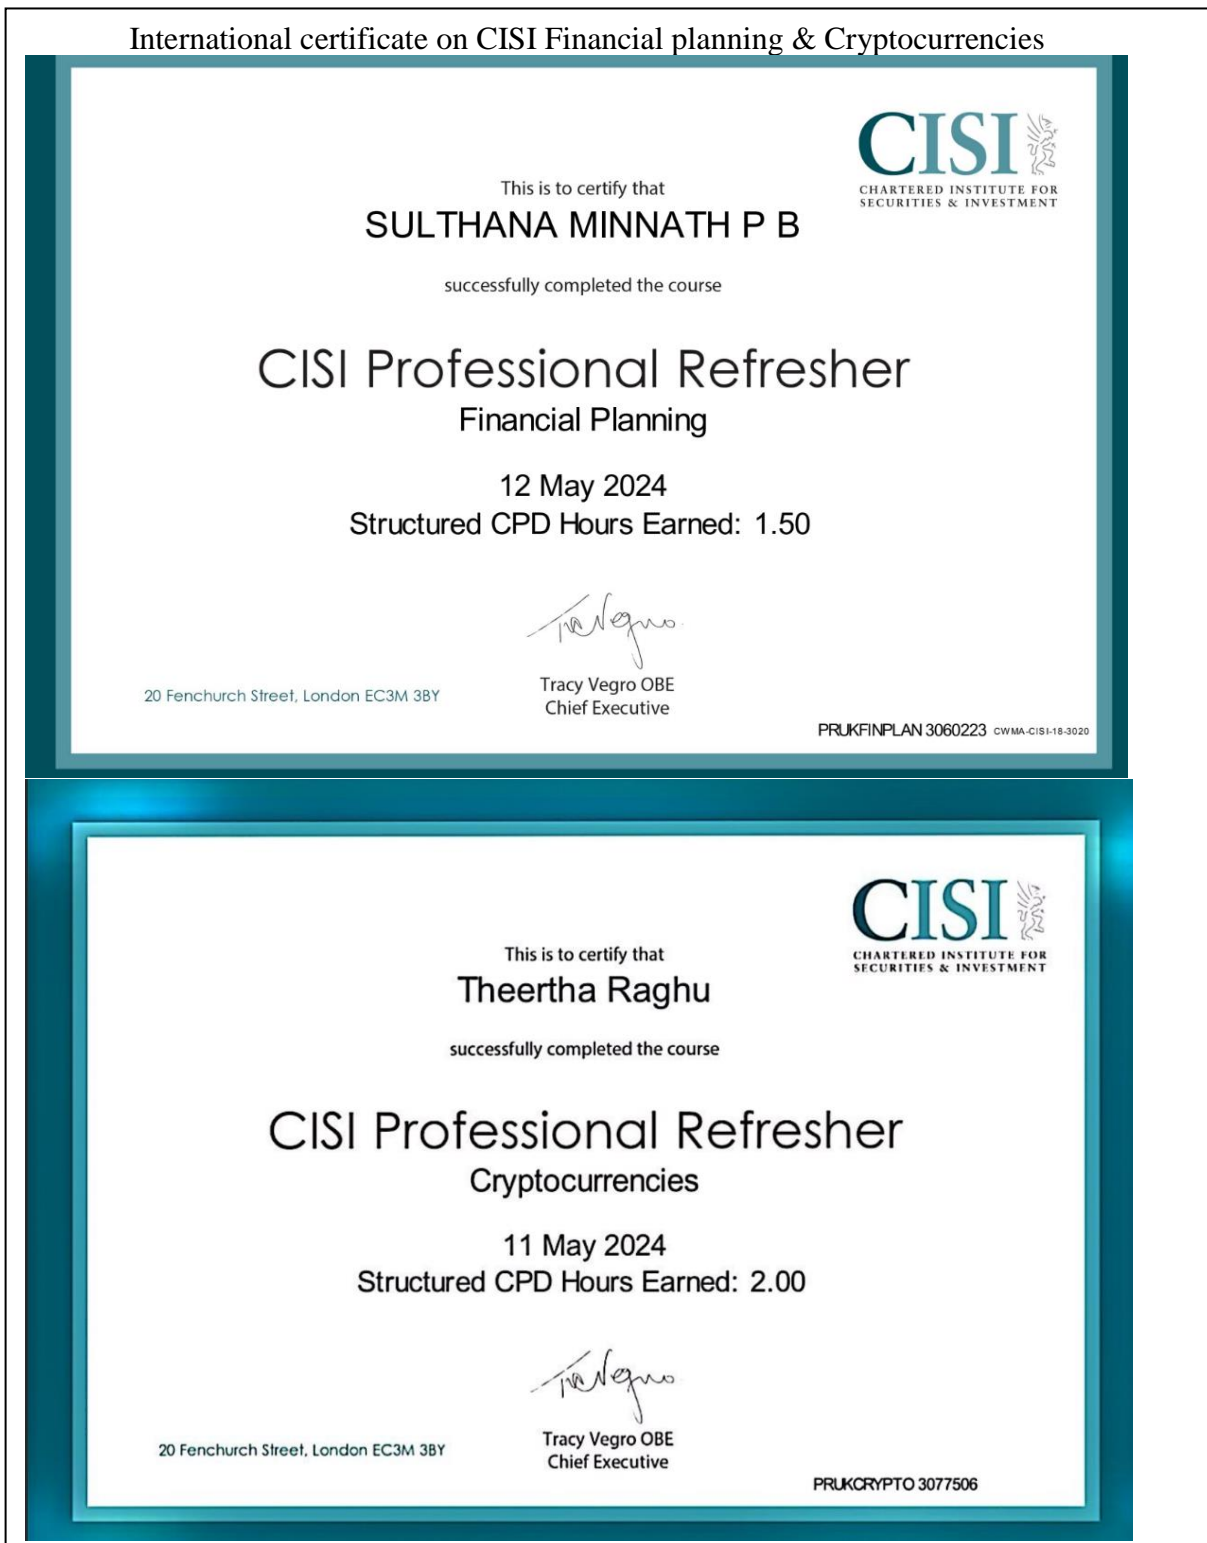 International certificate on CISI Financial planning & Cryptocurrencies
CISI
CHARTERED INSTITUTE FOR
SECURITIES & INVESTMENT
This is to certify that
SULTHANA MINNATH P B
successfully completed the course
CISI Professional Refresher
Financial Planning
12 May 2024
Structured CPD Hours Earned: 1.50
Tracy Vegro OBE
Chief Executive
20 Fenchurch Street, London EC3M 3BY
PRUKFINPLAN 3060223 CWMA-CISI-18-3020
CISI
CHARTERED INSTITUTE FOR
SECURITIES & INVESTMENT
This is to certify that
Theertha Raghu
successfully completed the course
CISI Professional Refresher
Cryptocurrencies
11 May 2024
Structured CPD Hours Earned: 2.00
Tracy Vegro OBE
Chief Executive
20 Fenchurch Street, London EC3M 3BY
PRUKCRYPTO 3077506